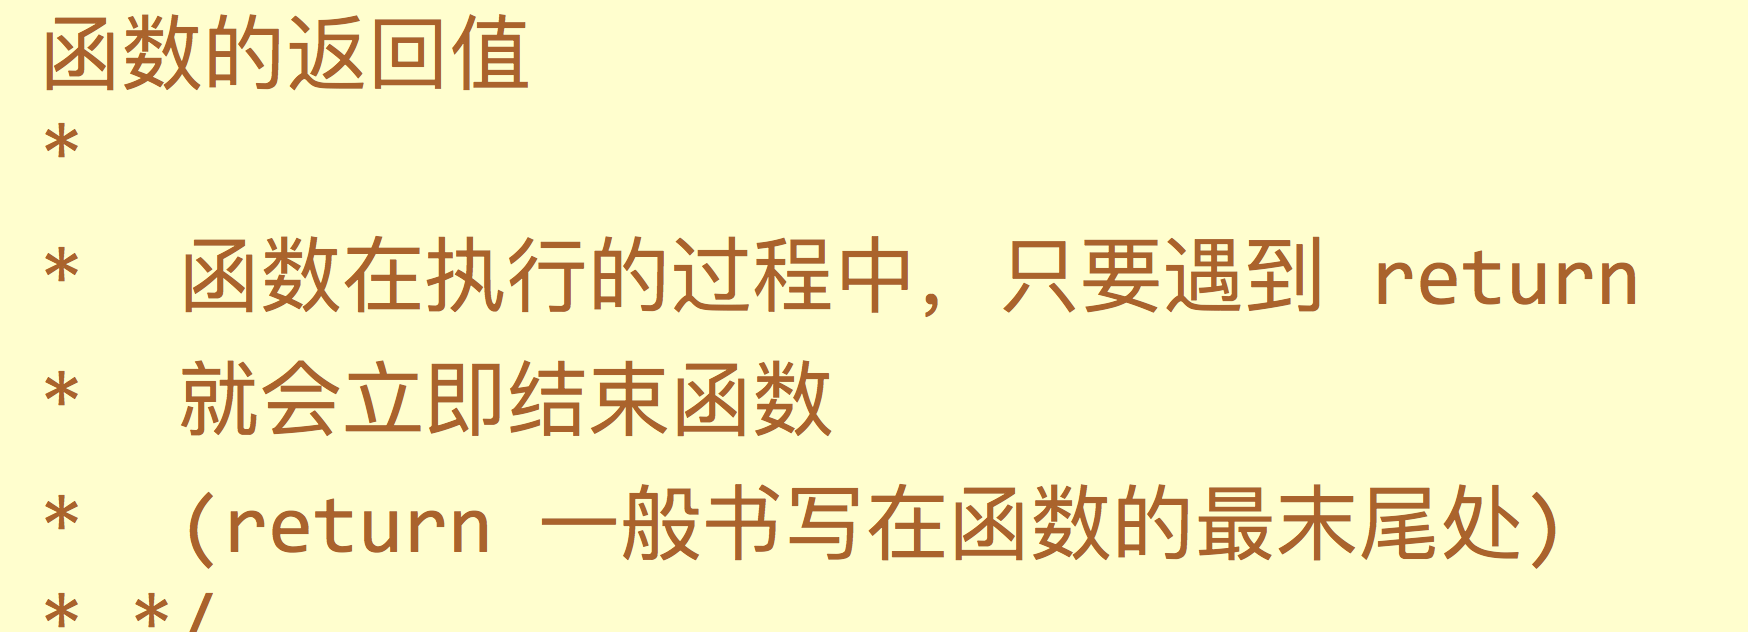 函数的返回值
*
*  函数在执行的过程中, 只要遇到 return
*  就会立即结束函数
*  (return 一般书写在函数的最末尾处)
* */